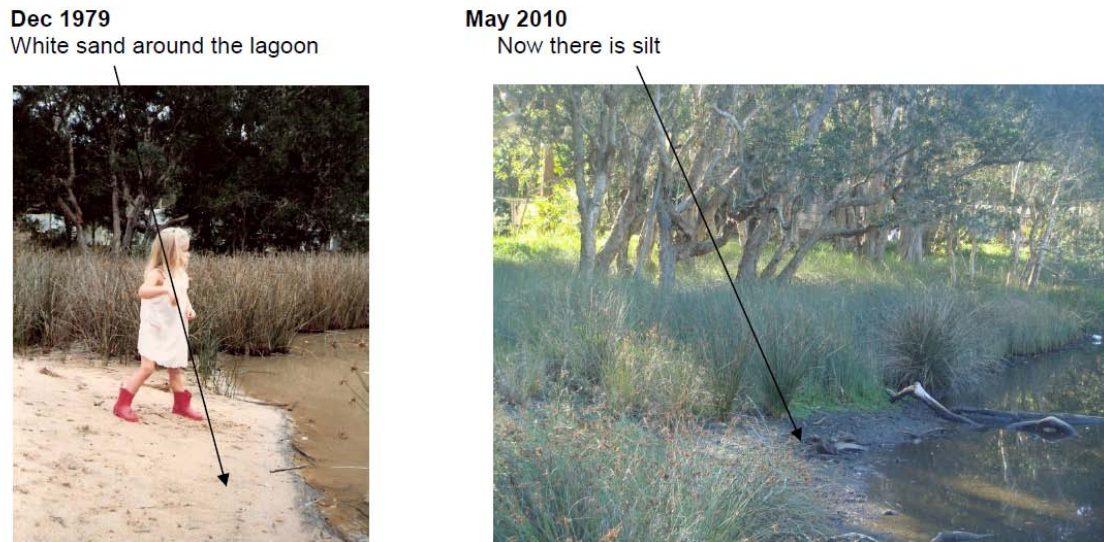 Dec 1979
White sand around the lagoon
May 2010
Now there is silt